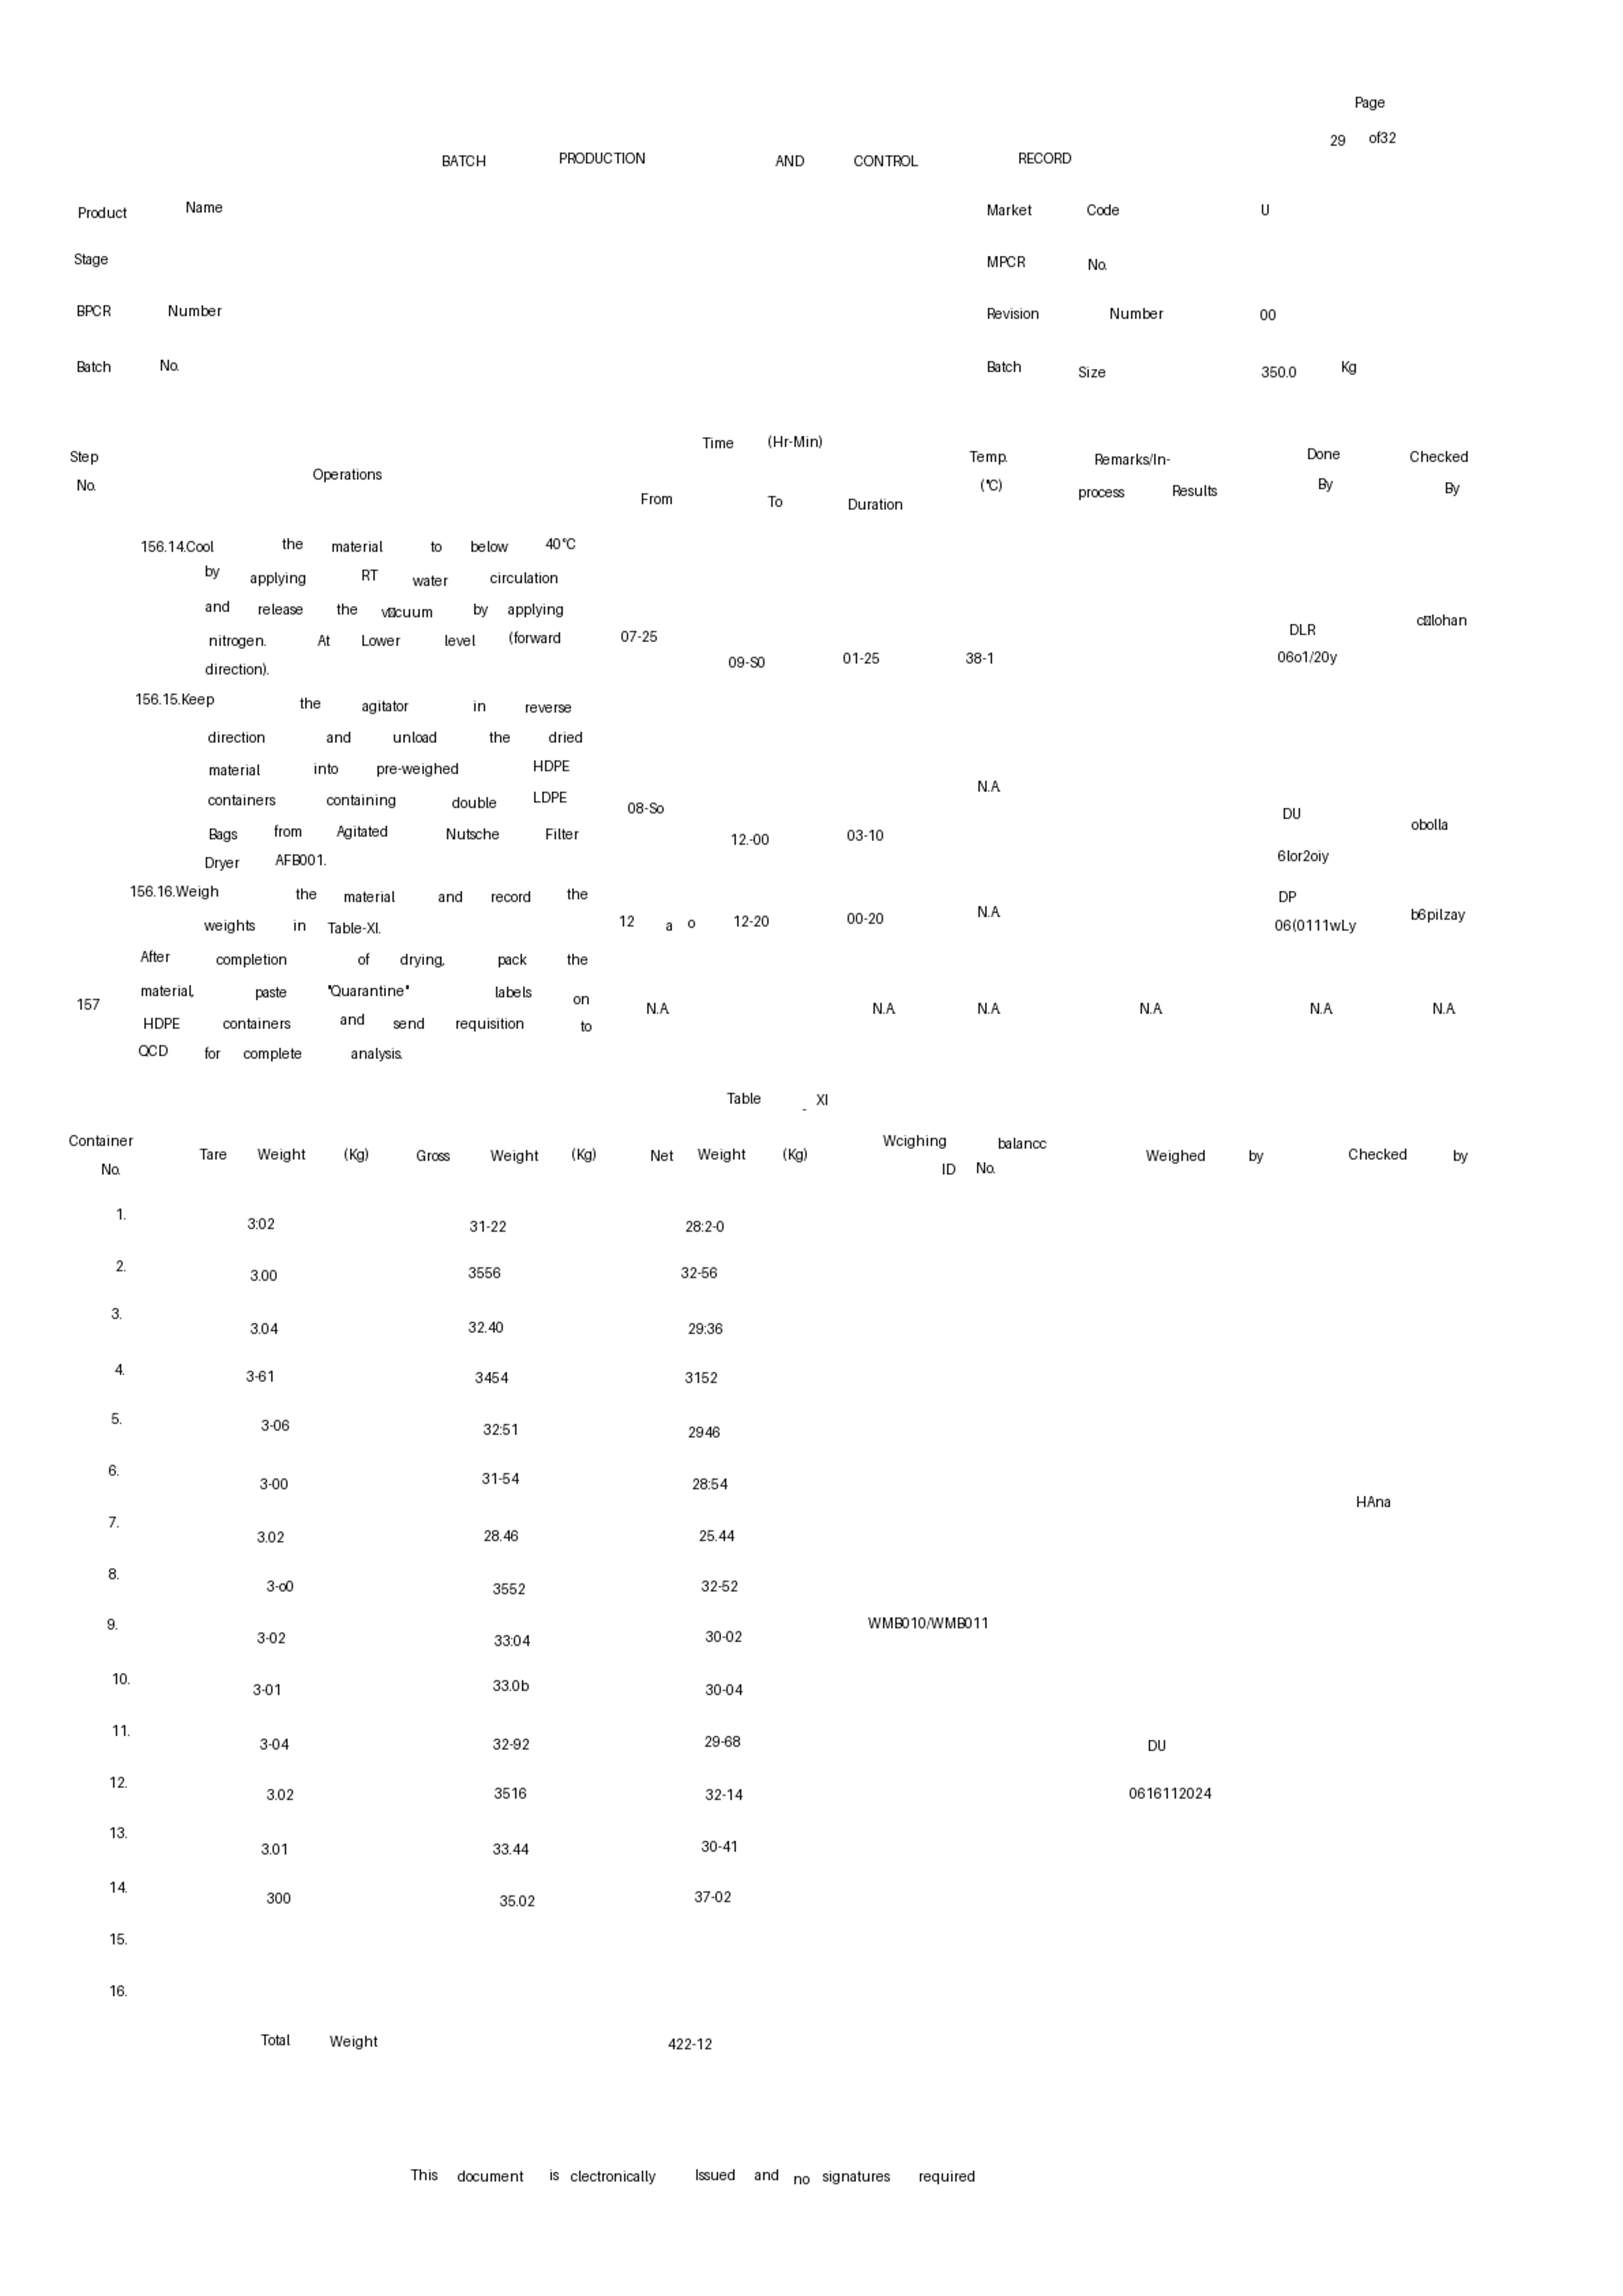 Page
29 of32
BATCH PRODUCTION AND CONTROL RECORD
Product Name Market Code U
Stage MPCR No.
BPCR Number Revision Number 00
Batch No. Batch Size 350.0 Kg
Time (Hr-Min)
Step Temp. Remarks/In- Done Checked
Operations
No. (°C) process Results By By
From To Duration
156.14.Cool the material to below 40°C
by applying RT water circulation
and release the v▯cuum by applying c▯lohan
nitrogen. At Lower level (forward 07-25 DLR
direction). 09-S0 01-25 38-1 06o1/20y
156.15.Keep the agitator in reverse
direction and unload the dried
material into pre-weighed HDPE
N.A
containers containing double LDPE
08-So DU
Bags from Agitated Nutsche Filter 12.-00 03-10 obolla
Dryer AFB001. 6lor2oiy
156.16.Weigh the material and record the DP
weights in Table-XI. 12 a o 12-20 00-20 N.A 06(0111wLy b6pilzay
After completion of drying, pack the
material, paste "Quarantine" labels on
157 N.A N.A N.A N.A N.A N.A
HDPE containers and send requisition to
QCD for complete analysis.
Table - XI
Container Wcighing balancc
Tare Weight (Kg) Gross Weight (Kg) Net Weight (Kg) Weighed by Checked by
No. ID No.
1. 3:02 31-22 28:2-0
2. 3.00 3556 32-56
3. 3.04 32.40 29:36
4. 3-61 3454 3152
5. 3-06 32:51 2946
6. 3-00 31-54 28:54
HAna
7. 3.02 28.46 25.44
8. 3-o0 3552 32-52
9. 3-02 33:04 30-02 WMB010/WMB011
10. 3-01 33.0b 30-04
11. 3-04 32-92 29-68 DU
12. 3.02 3516 32-14 0616112024
13. 3.01 33.44 30-41
14. 300 35.02 37-02
15.
16.
Total Weight 422-12
This document is clectronically Issued and no signatures required